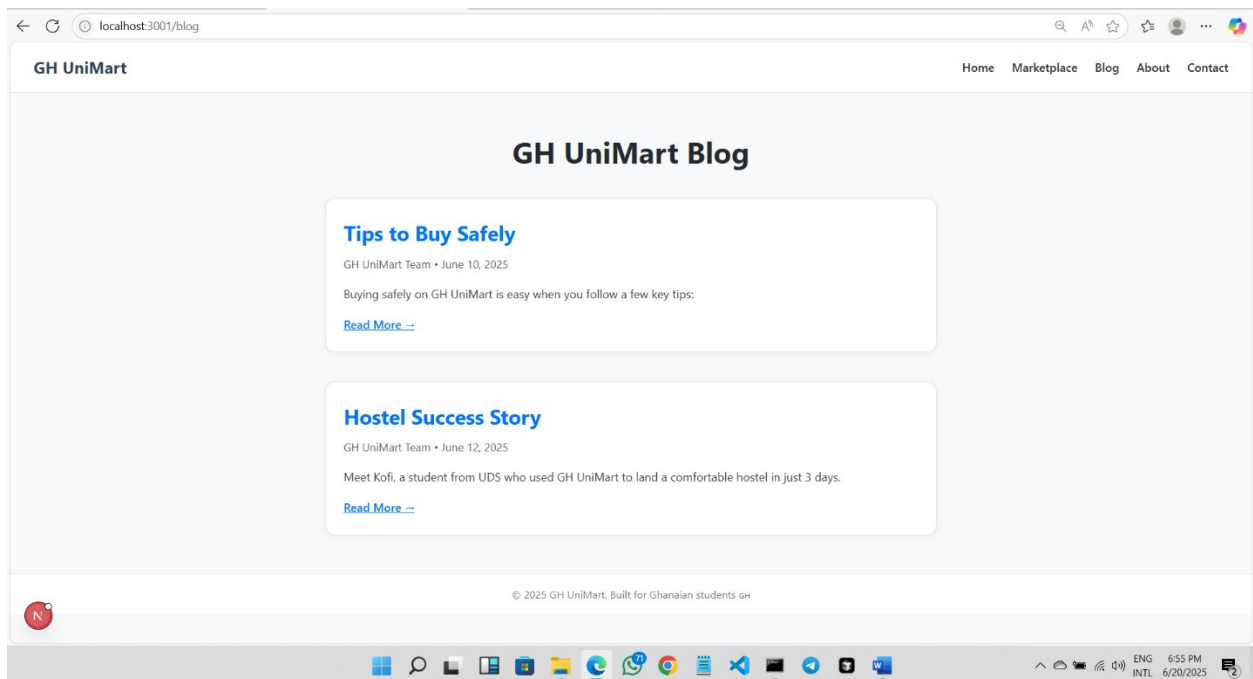 localhost:3001/blog
GH UniMart
Home Marketplace Blog About Contact
GH UniMart Blog
Tips to Buy Safely
GH UniMart Team • June 10, 2025
Buying safely on GH UniMart is easy when you follow a few key tips:
Read More →
Hostel Success Story
GH UniMart Team • June 12, 2025
Meet Kofi, a student from UDS who used GH UniMart to land a comfortable hostel in just 3 days.
Read More →
© 2025 GH UniMart. Built for Ghanaian students GH
N
71
ENG 6:55 PM
INTL 6/20/2025
2